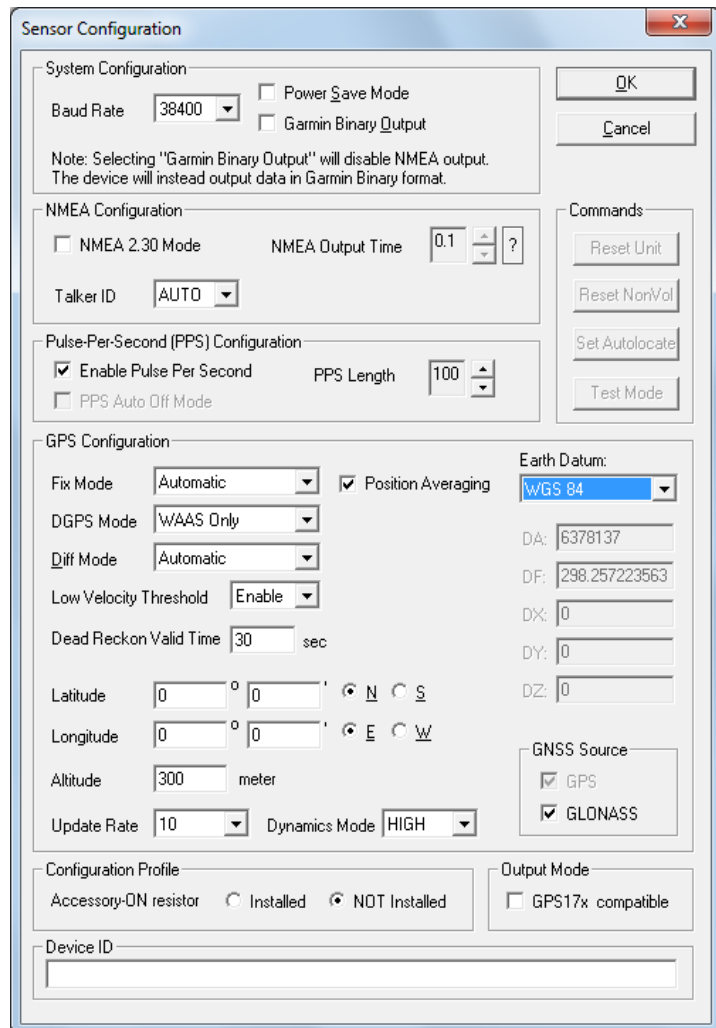 Sensor Configuration
System Configuration
Baud Rate 38400
Power Save Mode
Garmin Binary Output
Note: Selecting "Garmin Binary Output" will disable NMEA output.
The device will instead output data in Garmin Binary format.
OK
Cancel
NMEA Configuration
NMEA 2.30 Mode NMEA Output Time 0.1 ?
Talker ID AUTO
Commands
Reset Unit
Reset NonVol
Set Autolocate
Test Mode
Pulse-Per-Second (PPS) Configuration
Enable Pulse Per Second PPS Length 100
PPS Auto Off Mode
GPS Configuration
Fix Mode Automatic Position Averaging
DGPS Mode WAAS Only
Diff Mode Automatic
Low Velocity Threshold Enable
Dead Reckon Valid Time 30 sec
Latitude 0 º 0 ' N S
Longitude 0 º 0 ' E W
Altitude 300 meter
Update Rate 10 Dynamics Mode HIGH
Earth Datum:
WGS 84
DA: 6378137
DF: 298.257223563
DX: 0
DY: 0
DZ: 0
GNSS Source
GPS
GLONASS
Configuration Profile
Accessory-ON resistor Installed NOT Installed
Output Mode
GPS17x compatible
Device ID